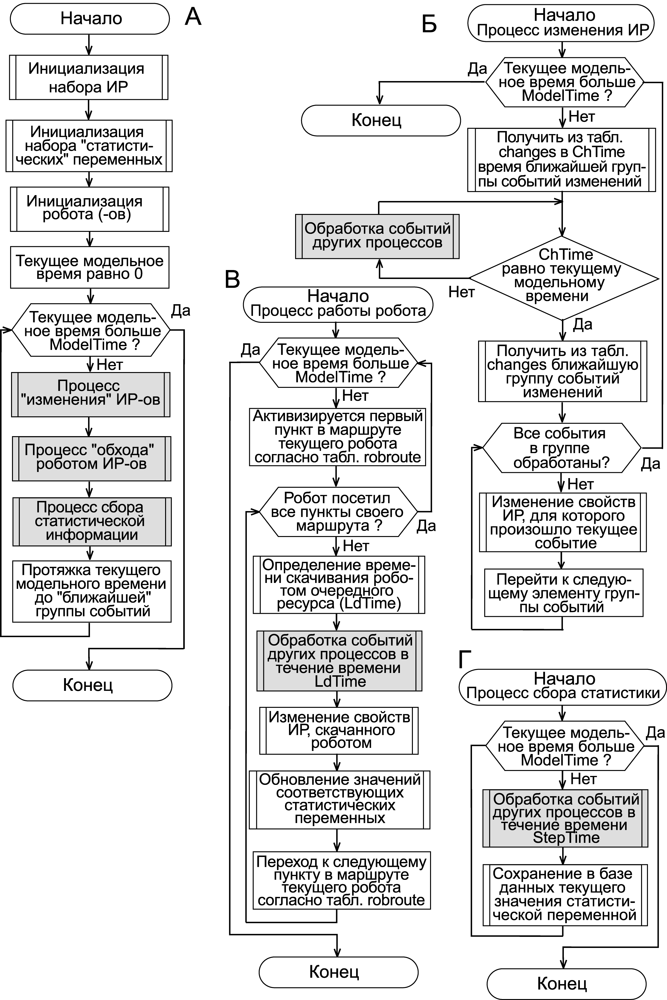 А
Начало
Инициализация
набора ИР
Инициализация
набора "статисти-
ческих" переменных
Инициализация
робота (-ов)
Текущее модельное
время равно 0
Текущее модель-
ное время больше
ModelTime ?
Да
Нет
Процесс
"изменения" ИР-ов
Процесс "обхода"
роботом ИР-ов
Процесс сбора
статистической
информации
Протяжка текущего
модельного времени
до "ближайшей"
группы событий
Конец
Б
Начало
Процесс изменения ИР
Текущее модель-
ное время больше
ModelTime ?
Да
Конец
Нет
Получить из табл.
changes в ChTime
время ближайшей груп-
пы событий изменений
Обработка событий
других процессов
ChTime
равно текущему
модельному
времени
Нет
Да
Получить из табл.
changes ближайшую
группу событий
изменений
Все события
в группе
обработаны?
Да
Нет
Изменение свойств
ИР, для которого
произошло текущее
событие
Перейти к следую-
щему элементу груп-
пы событий
В
Начало
Процесс работы робота
Текущее модель-
ное время больше
ModelTime ?
Да
Нет
Активизируется первый
пункт в маршруте
текущего робота
согласно табл. robroute
Робот посетил
все пункты своего
маршрута ?
Да
Нет
Определение време-
ни скачивания робо-
том очередного
ресурса (LdTime)
Обработка событий
других процессов в
течение времени
LdTime
Изменение свойств
ИР, скачанного
роботом
Обновление значений
соответствующих
статистических
переменных
Переход к следующему
пункту в маршруте
текущего робота
согласно табл. robroute
Конец
Г
Начало
Процесс сбора статистики
Текущее модель-
ное время больше
ModelTime ?
Да
Нет
Обработка событий
других процессов в
течение времени
StepTime
Сохранение в базе
данных текущего
значения статисти-
ческой переменной
Конец